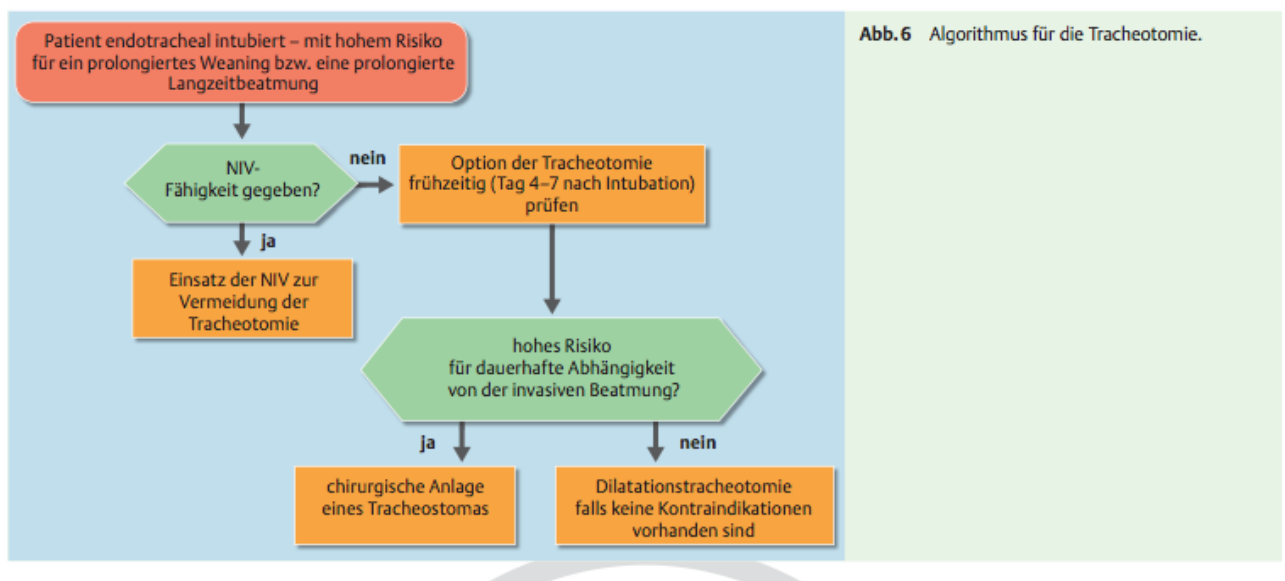 Abb. 6 Algorithmus für die Tracheotomie.
Patient endotracheal intubiert – mit hohem Risiko
für ein prolongiertes Weaning bzw. eine prolongierte
Langzeitbeatmung
NIV-
Fähigkeit gegeben?
nein
Option der Tracheotomie
frühzeitig (Tag 4–7 nach Intubation)
prüfen
ja
Einsatz der NIV zur
Vermeidung der
Tracheotomie
hohes Risiko
für dauerhafte Abhängigkeit
von der invasiven Beatmung?
ja
nein
chirurgische Anlage
eines Tracheostomas
Dilatationstracheotomie
falls keine Kontraindikationen
vorhanden sind